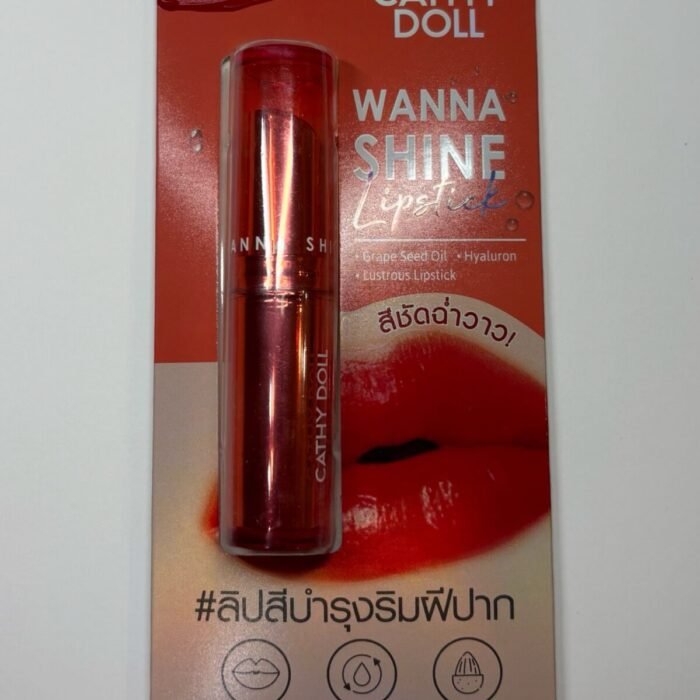 CATHY
DOLL
WANNA
SHINE
Lipstick
• Grape Seed Oil • Hyaluron
• Lustrous Lipstick
สีชัดฉ่ำวาว!
ANNA SHI
CATHY DOLL
#ลิปสีบำรุงริมฝีปาก